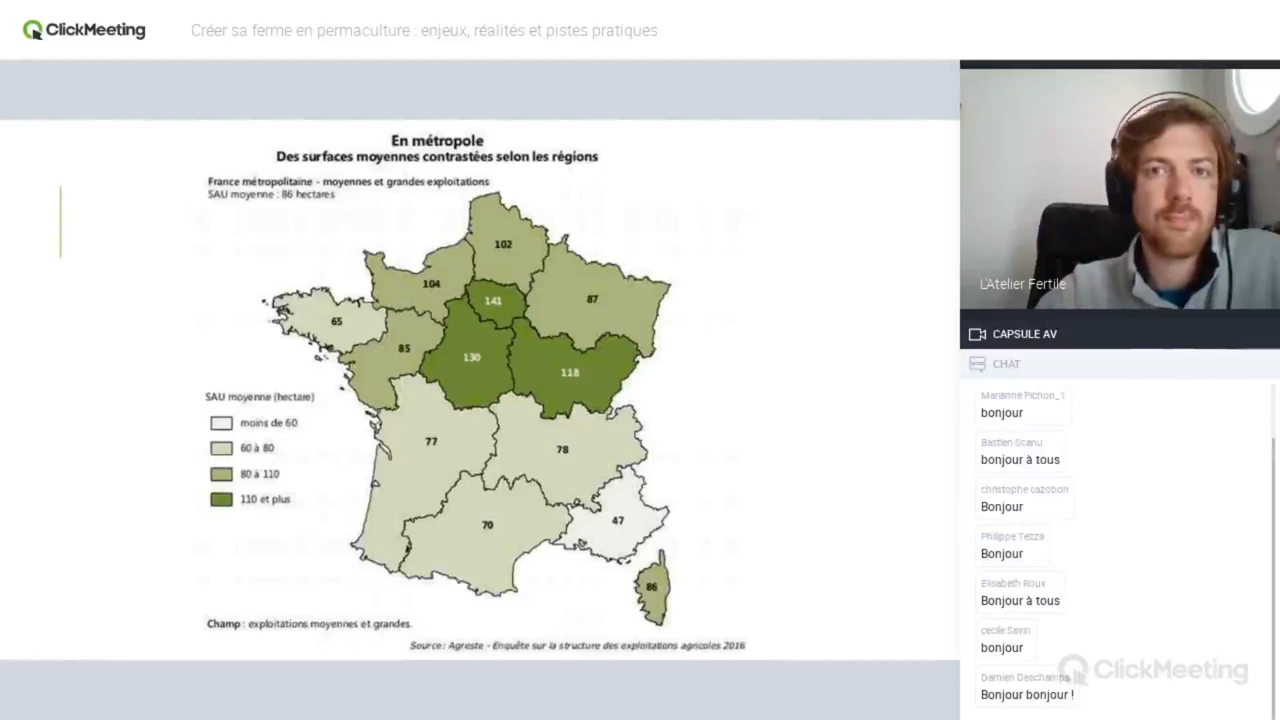 ClickMeeting
Créer sa ferme en permaculture : enjeux, réalités et pistes pratiques
En métropole
Des surfaces moyennes contrastées selon les régions
France métropolitaine - moyennes et grandes exploitations
SAU moyenne : 86 hectares
102
104
141
87
65
85
130
118
77
78
70
47
86
SAU moyenne (hectare)
moins de 60
60 à 80
80 à 110
110 et plus
Champ : exploitations moyennes et grandes.
Source : Agreste - Enquête sur la structure des exploitations agricoles 2016
L'Atelier Fertile
CAPSULE AV
CHAT
Marianne Pichon_1
bonjour
Bastien Scanu
bonjour à tous
christophe cazobon
Bonjour
Philippe Tezza
Bonjour
Elisabeth Roux
Bonjour à tous
cecile Savin
bonjour
Damien Deschamps
Bonjour bonjour !
ClickMeeting